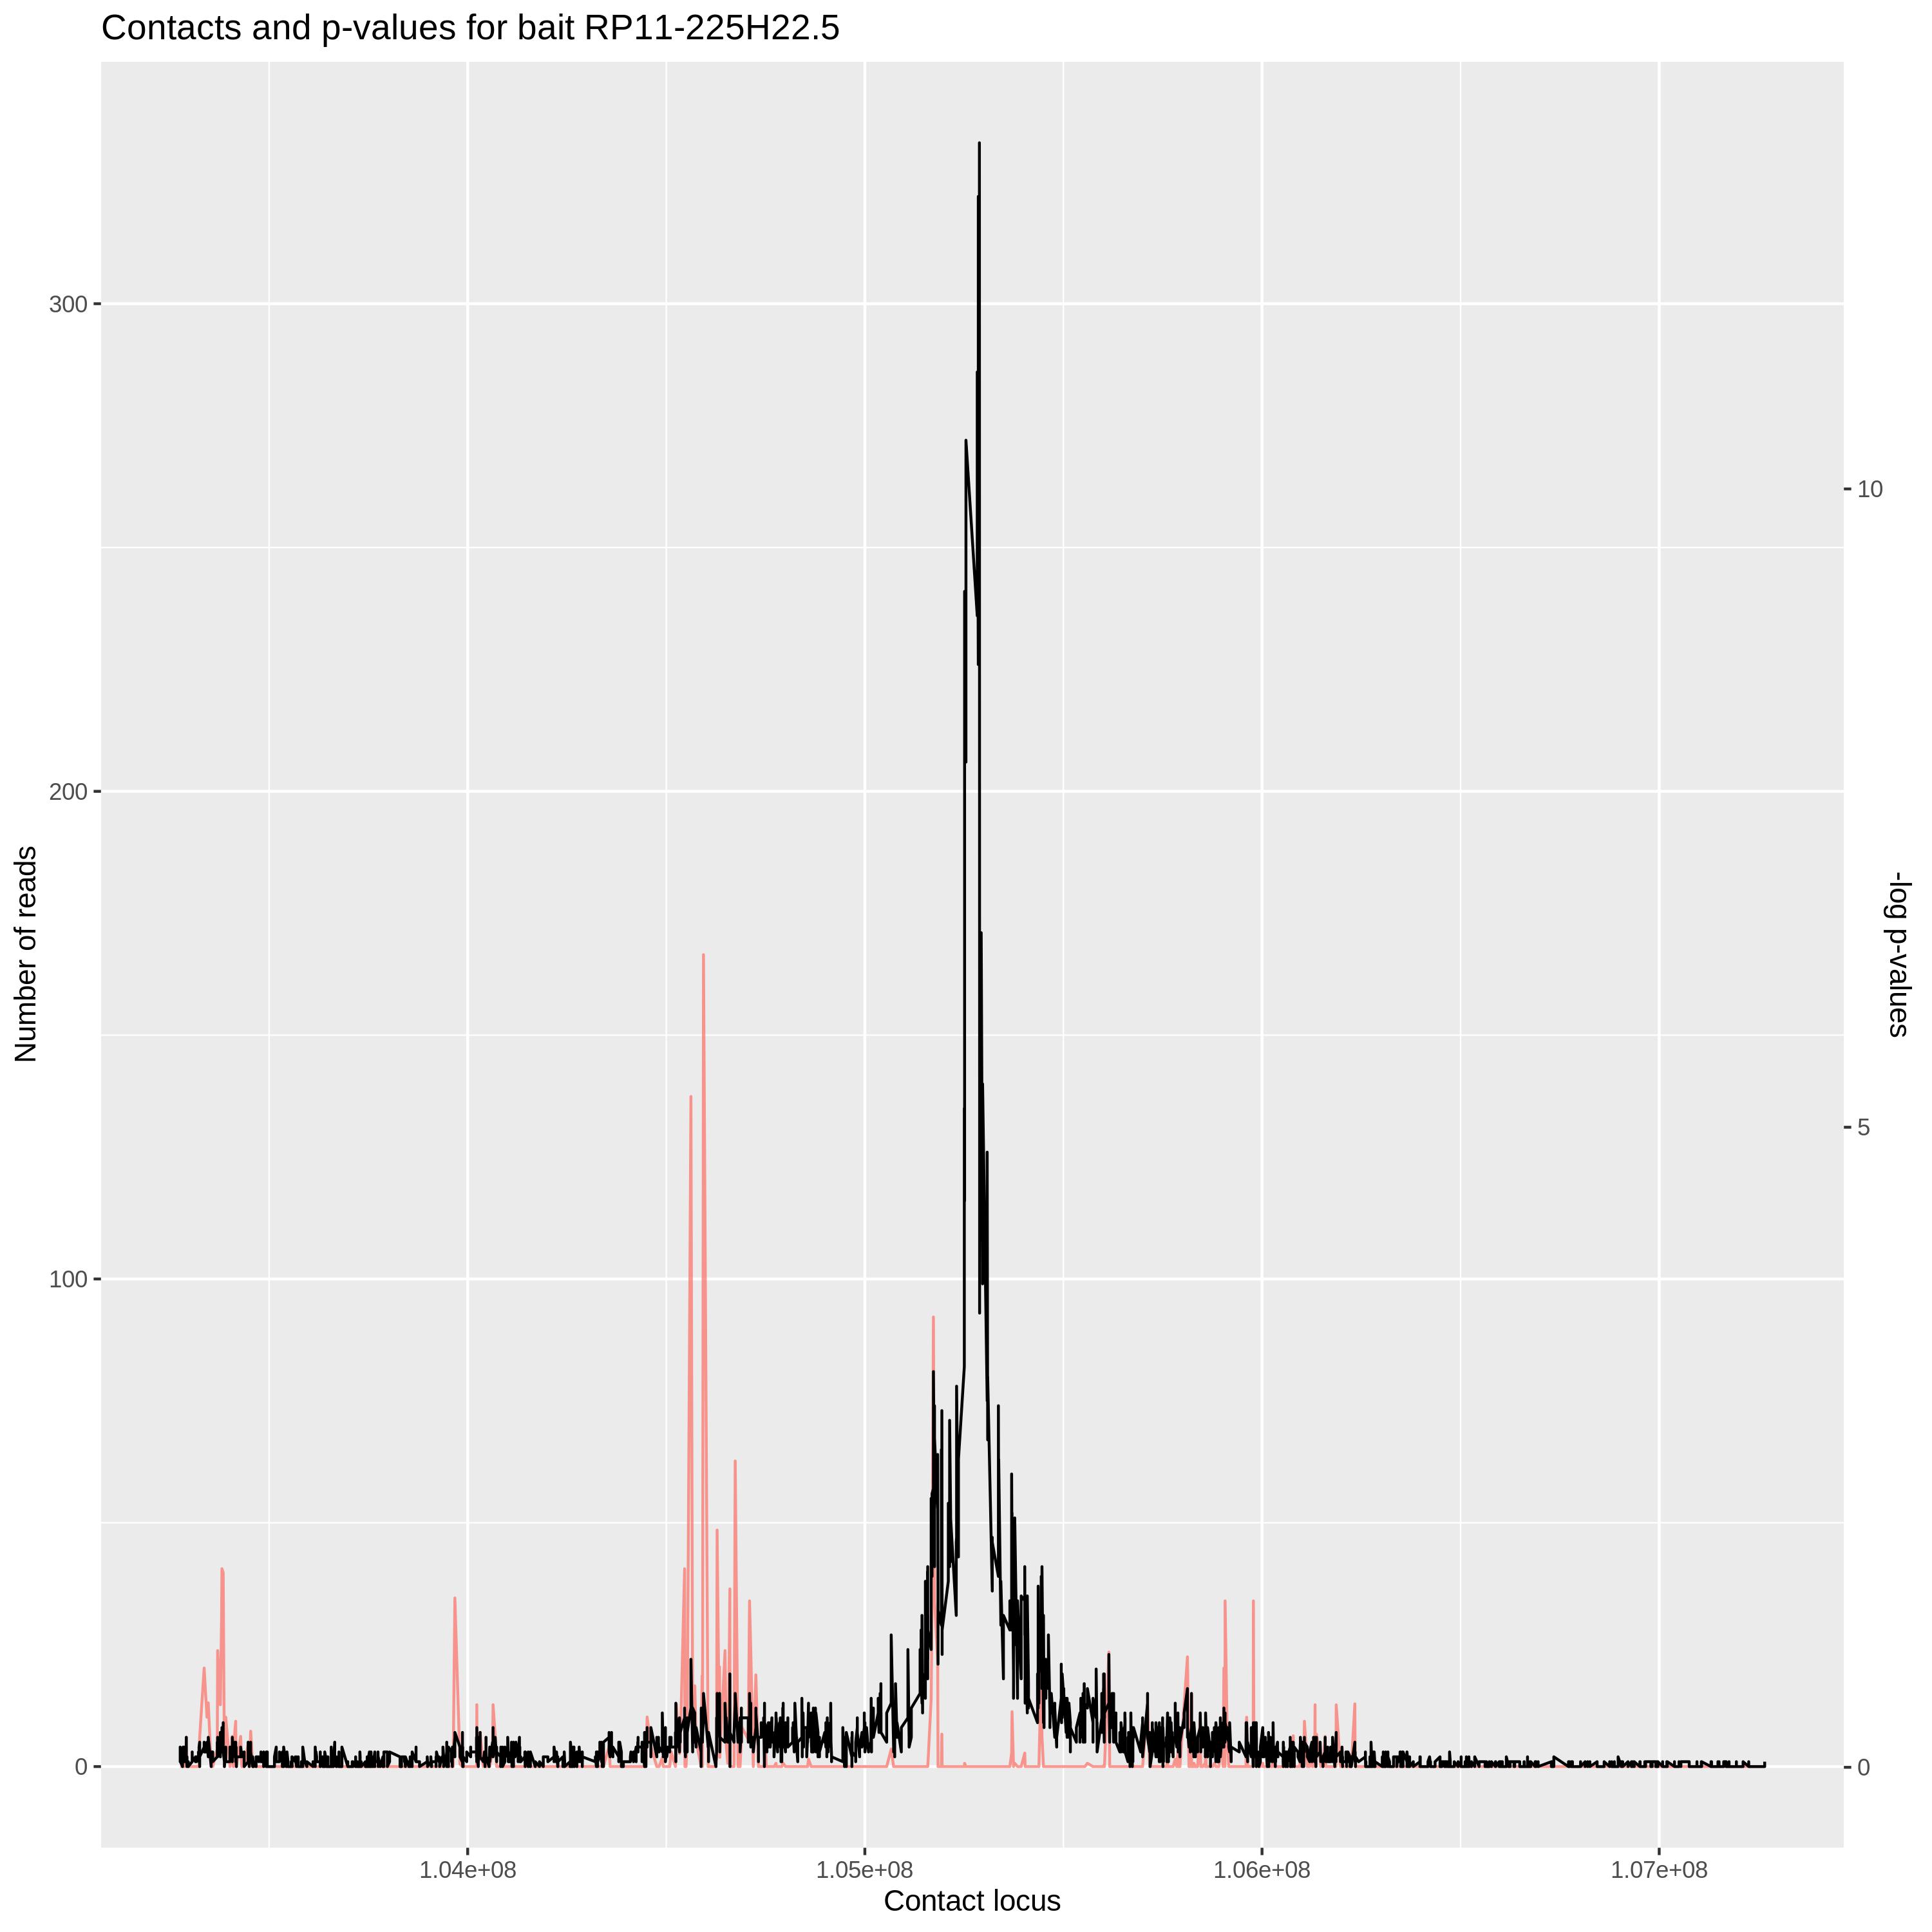 Contacts and p-values for bait RP11-225H22.5
300
200
100
0
Number of reads
10
5
0
-log p-values
1.04e+08
1.05e+08
1.06e+08
1.07e+08
Contact locus